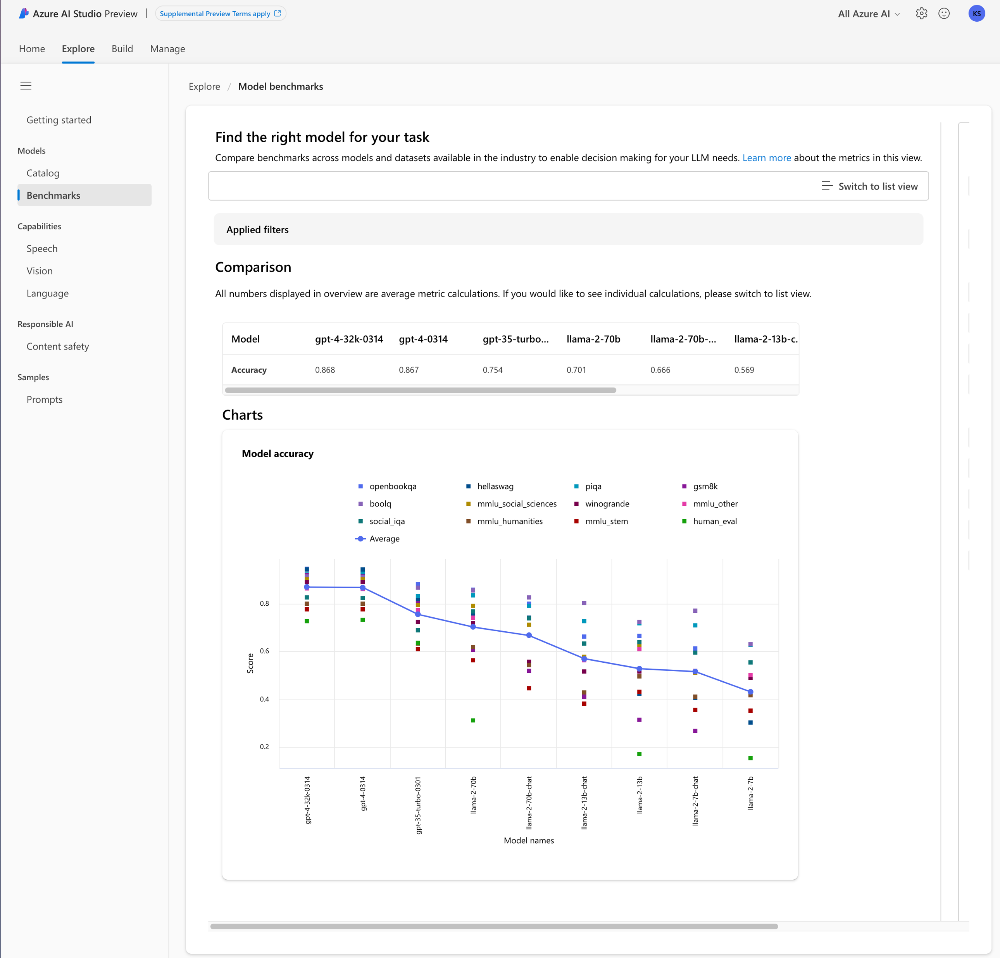 Azure AI Studio Preview
Supplemental Preview Terms apply
All Azure AI
KS
Home Explore Build Manage
Getting started
Models
Catalog
Benchmarks
Capabilities
Speech
Vision
Language
Responsible AI
Content safety
Samples
Prompts
Explore / Model benchmarks
Find the right model for your task
Compare benchmarks across models and datasets available in the industry to enable decision making for your LLM needs. Learn more about the metrics in this view.
Switch to list view
Applied filters
Comparison
All numbers displayed in overview are average metric calculations. If you would like to see individual calculations, please switch to list view.
Model gpt-4-32k-0314 gpt-4-0314 gpt-35-turbo... llama-2-70b llama-2-70b-... llama-2-13b-c.
Accuracy 0.868 0.867 0.754 0.701 0.666 0.569
Charts
Model accuracy
openbookqa hellaswag piqa gsm8k
boolq mmlu_social_sciences winogrande mmlu_other
social_iqa mmlu_humanities mmlu_stem human_eval
Average
Score
0.8
0.6
0.4
0.2
gpt-4-32k-0314
gpt-4-0314
gpt-35-turbo-0301
llama-2-70b
llama-2-70b-chat
llama-2-13b-chat
llama-2-13b
llama-2-7b-chat
llama-2-7b
Model names